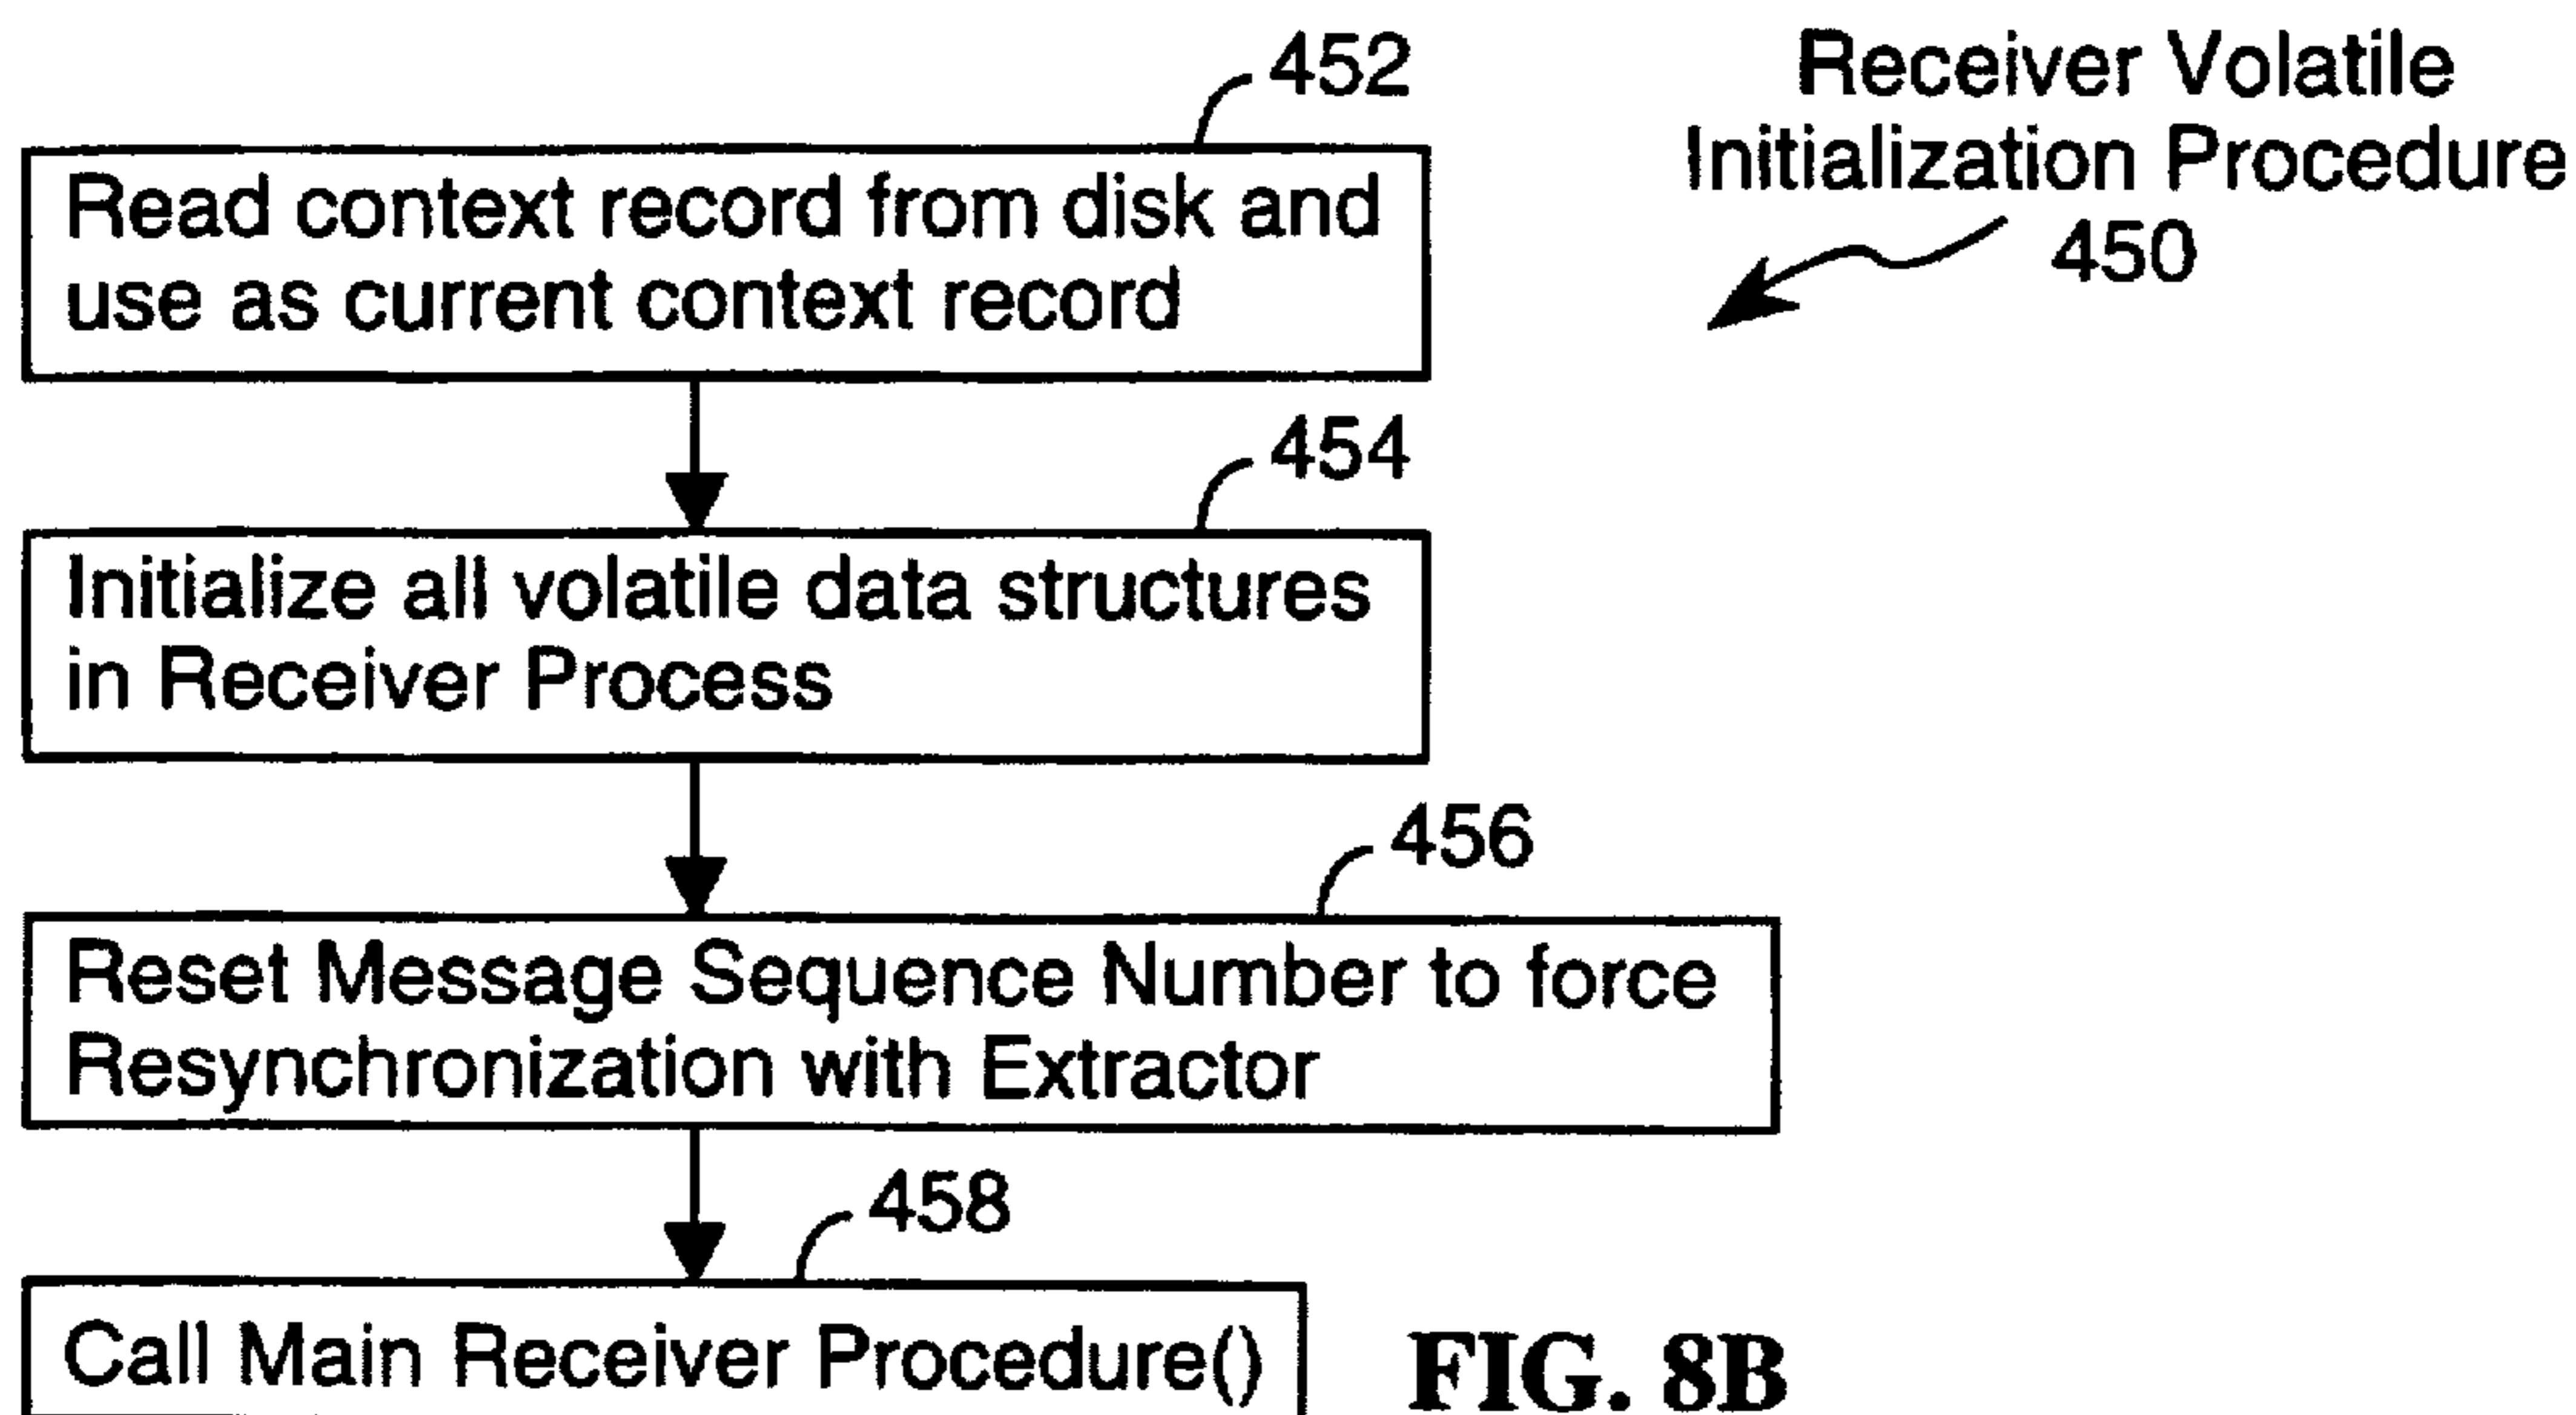 Receiver Volatile
Initialization Procedure
450
452
Read context record from disk and
use as current context record
454
Initialize all volatile data structures
in Receiver Process
456
Reset Message Sequence Number to force
Resynchronization with Extractor
458
Call Main Receiver Procedure()
FIG. 8B